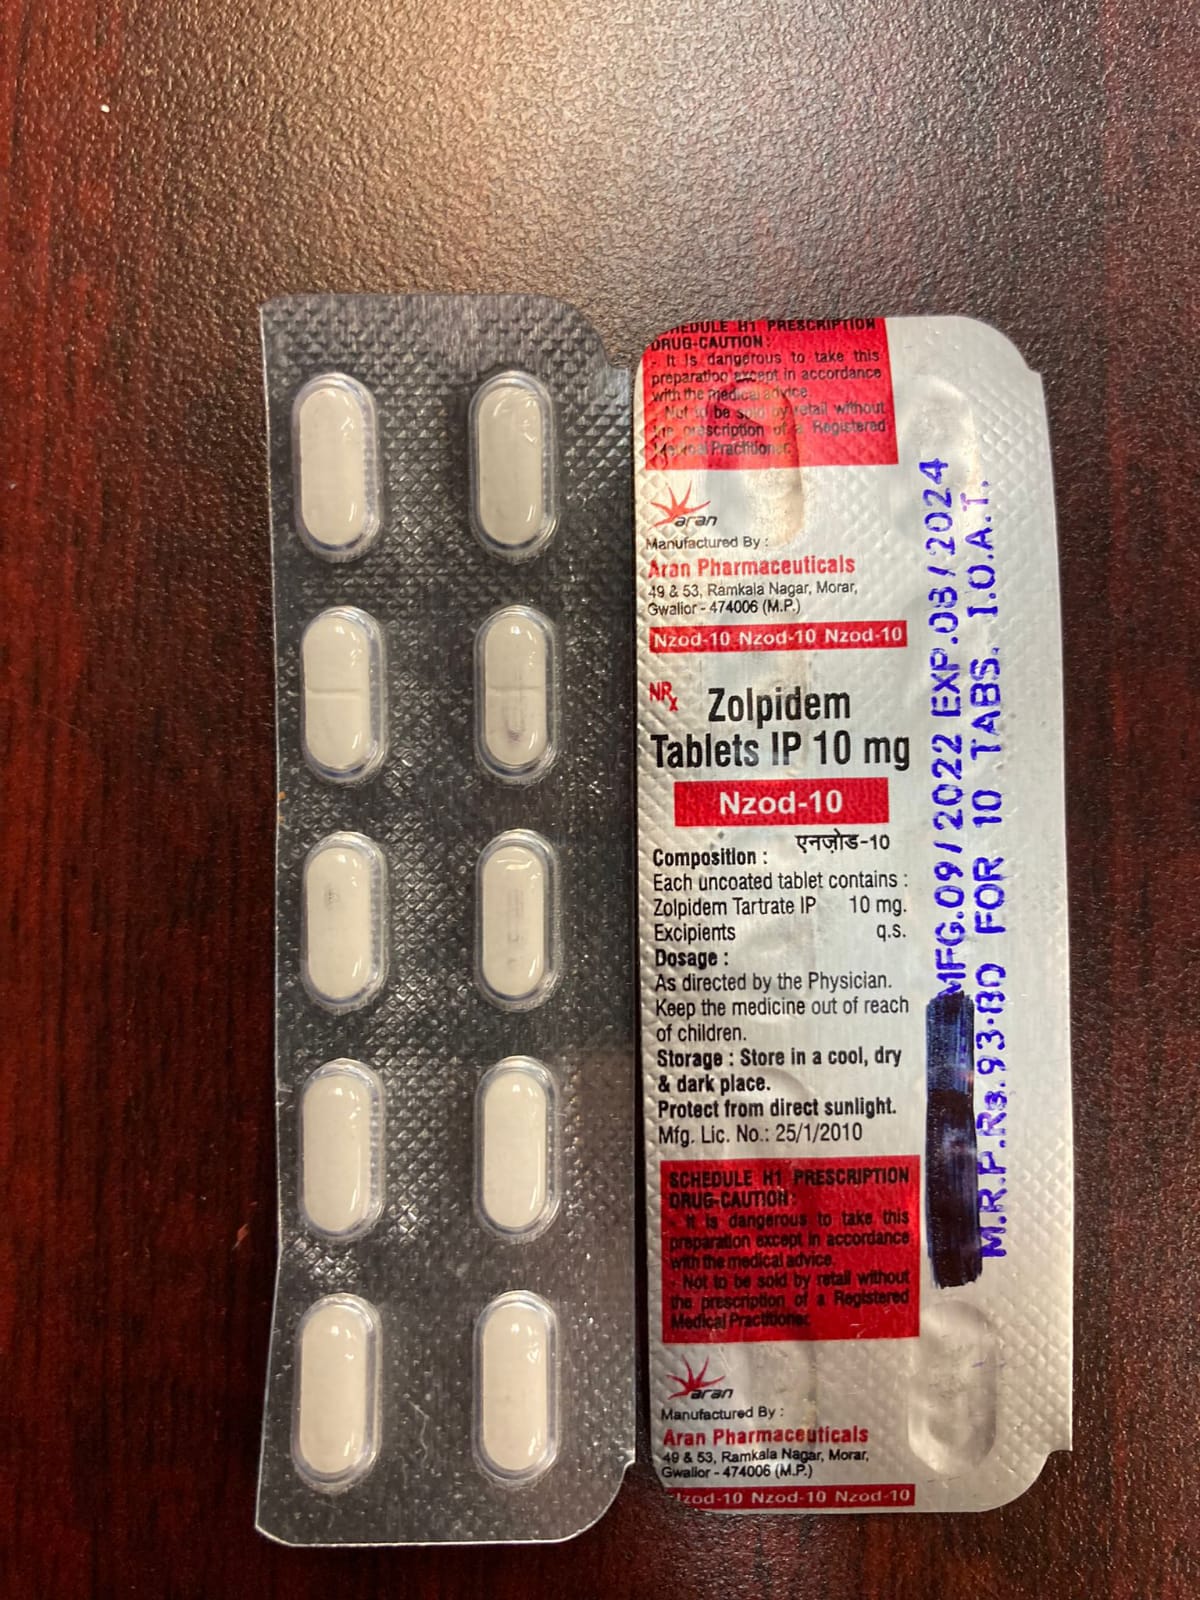 SCHEDULE H1 PRESCRIPTION
DRUG-CAUTION:
- It is dangerous to take this
preparation except in accordance
with the medical advice
- Not to be sold by retail without
the prescription of a Registered
Medical Practitioner.
aran
Manufactured By :
Aran Pharmaceuticals
49 & 53, Ramkala Nagar, Morar,
Gwalior - 474006 (M.P.)
Nzod-10 Nzod-10 Nzod-10
NRx Zolpidem
Tablets IP 10 mg
Nzod-10
एनज़ोड-10
Composition :
Each uncoated tablet contains :
Zolpidem Tartrate IP 10 mg.
Excipients q.s.
Dosage :
As directed by the Physician.
Keep the medicine out of reach
of children.
Storage : Store in a cool, dry
& dark place.
Protect from direct sunlight.
Mfg. Lic. No.: 25/1/2010
SCHEDULE H1 PRESCRIPTION
DRUG-CAUTION:
- It is dangerous to take this
preparation except in accordance
with the medical advice.
- Not to be sold by retail without
the prescription of a Registered
Medical Practitioner.
aran
Manufactured By :
Aran Pharmaceuticals
49 & 53, Ramkala Nagar, Morar,
Gwalior - 474006 (M.P.)
Nzod-10 Nzod-10 Nzod-10
MFG.09/2022 EXP.08/2024
M.R.P.Rs.93.80 FOR 10 TABS. I.O.A.T.